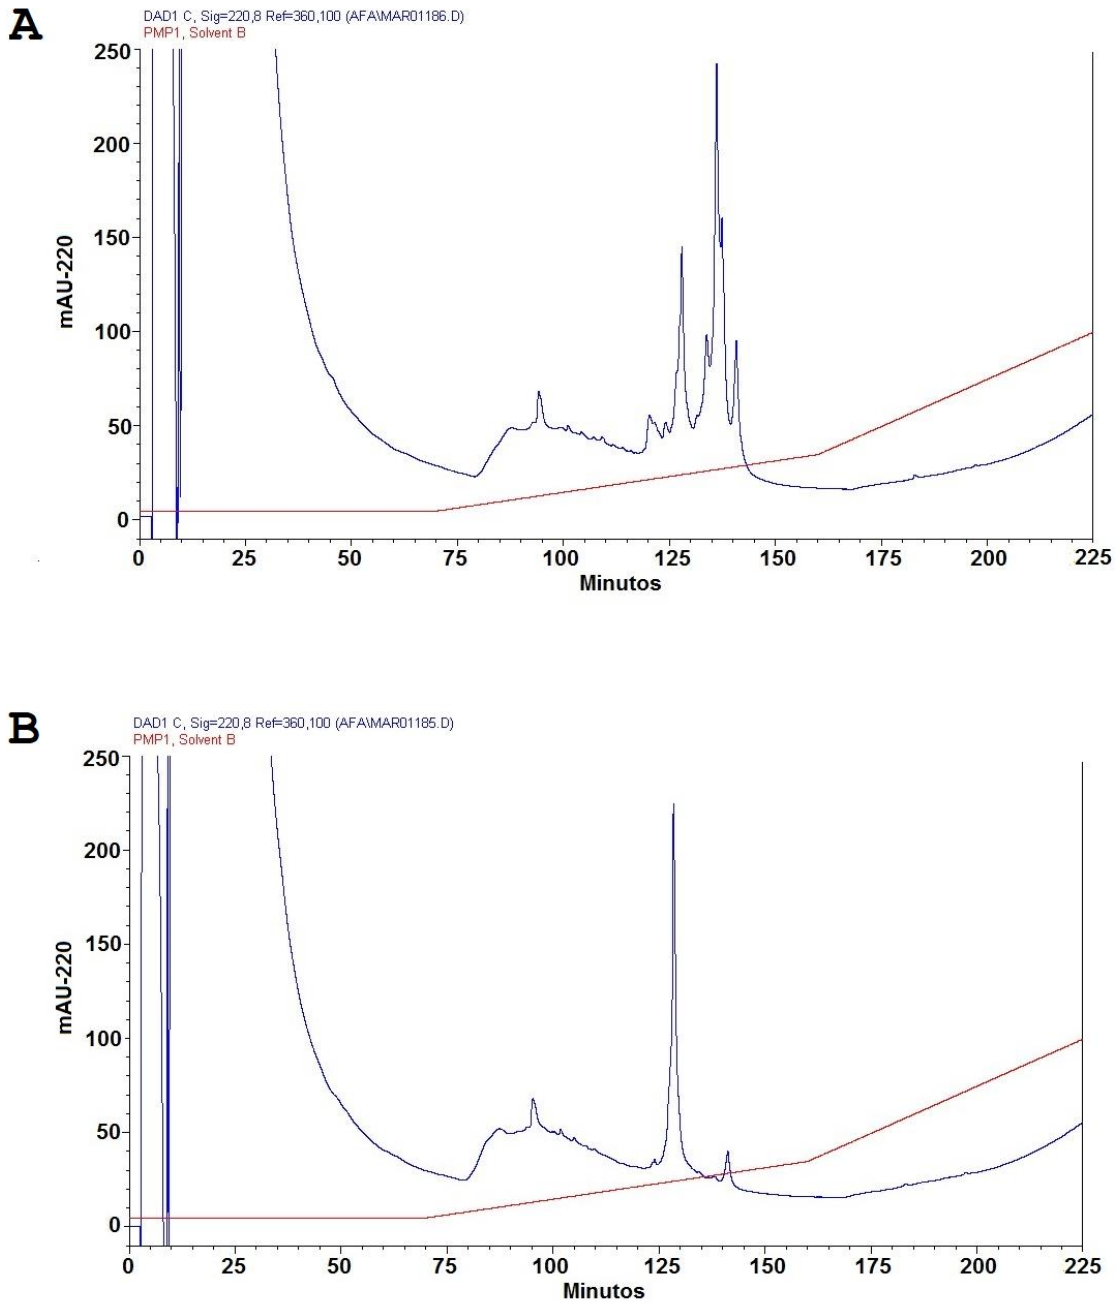 A
DAD1 C, Sig=220,8 Ref=360,100 (AFA\MAR01186.D)
PMP1, Solvent B
250
200
150
100
50
0
mAU-220
0 25 50 75 100 125 150 175 200 225
Minutos
B
DAD1 C, Sig=220,8 Ref=360,100 (AFA\MAR01185.D)
PMP1, Solvent B
250
200
150
100
50
0
mAU-220
0 25 50 75 100 125 150 175 200 225
Minutos